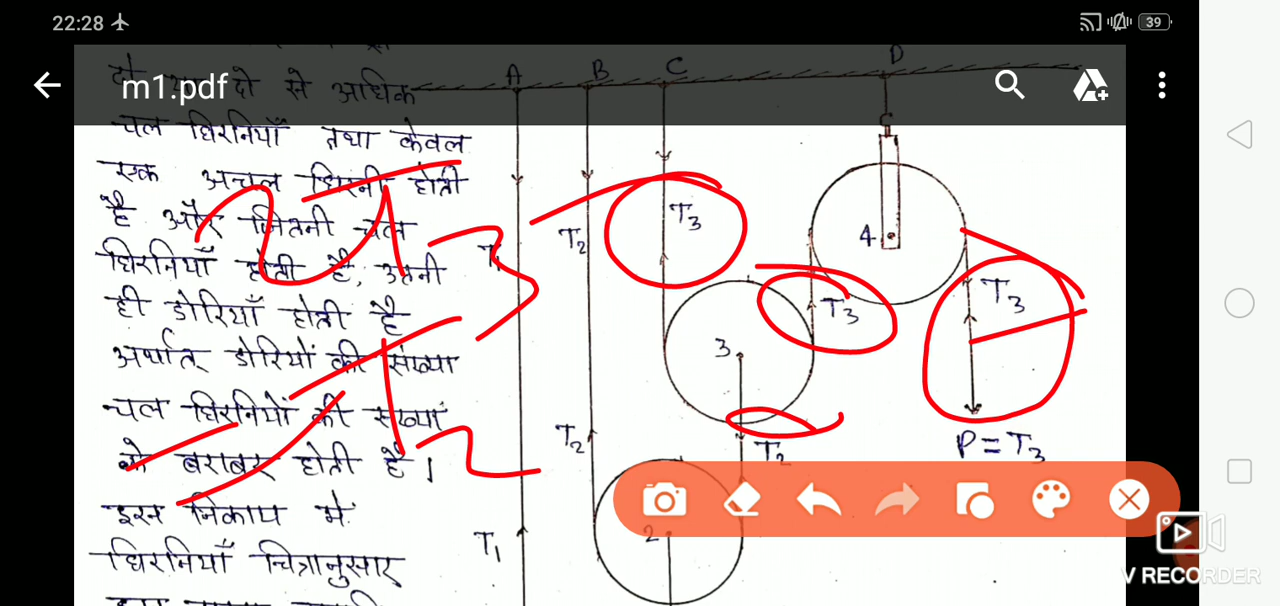 22:28
39
m1.pdf
दो से अधिक
चल घिरनियाँ तथा केवल
एक अचल घिरनी होती
है और जितनी चल
घिरनियाँ होती है, उतनी
ही डोरियाँ होती है
अर्थात् डोरियों की संख्या
चल घिरनियों की संख्या
के बराबर होती है।
इस निकाय में
घिरनियाँ चित्रानुसार
A B C D
C
T₃
T₂
T₁
4
T₃
T₃
3
T₂
T₂
P = T₃
2
T₁
V RECORDER